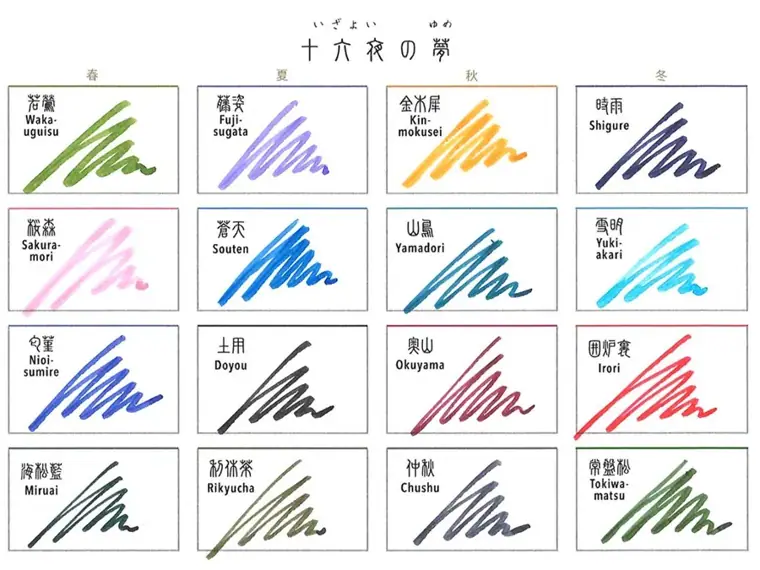 いざよい ゆめ
十六夜の夢
春 夏 秋 冬
若鶯
Waka-
uguisu
藤姿
Fuji-
sugata
金木犀
Kin-
mokusei
時雨
Shigure
桜森
Sakura-
mori
蒼天
Souten
山鳥
Yamadori
雪明
Yuki-
akari
匂菫
Nioi-
sumire
土用
Doyou
奥山
Okuyama
囲炉裏
Irori
海松藍
Miruai
利休茶
Rikyucha
仲秋
Chushu
常盤松
Tokiwa-
matsu